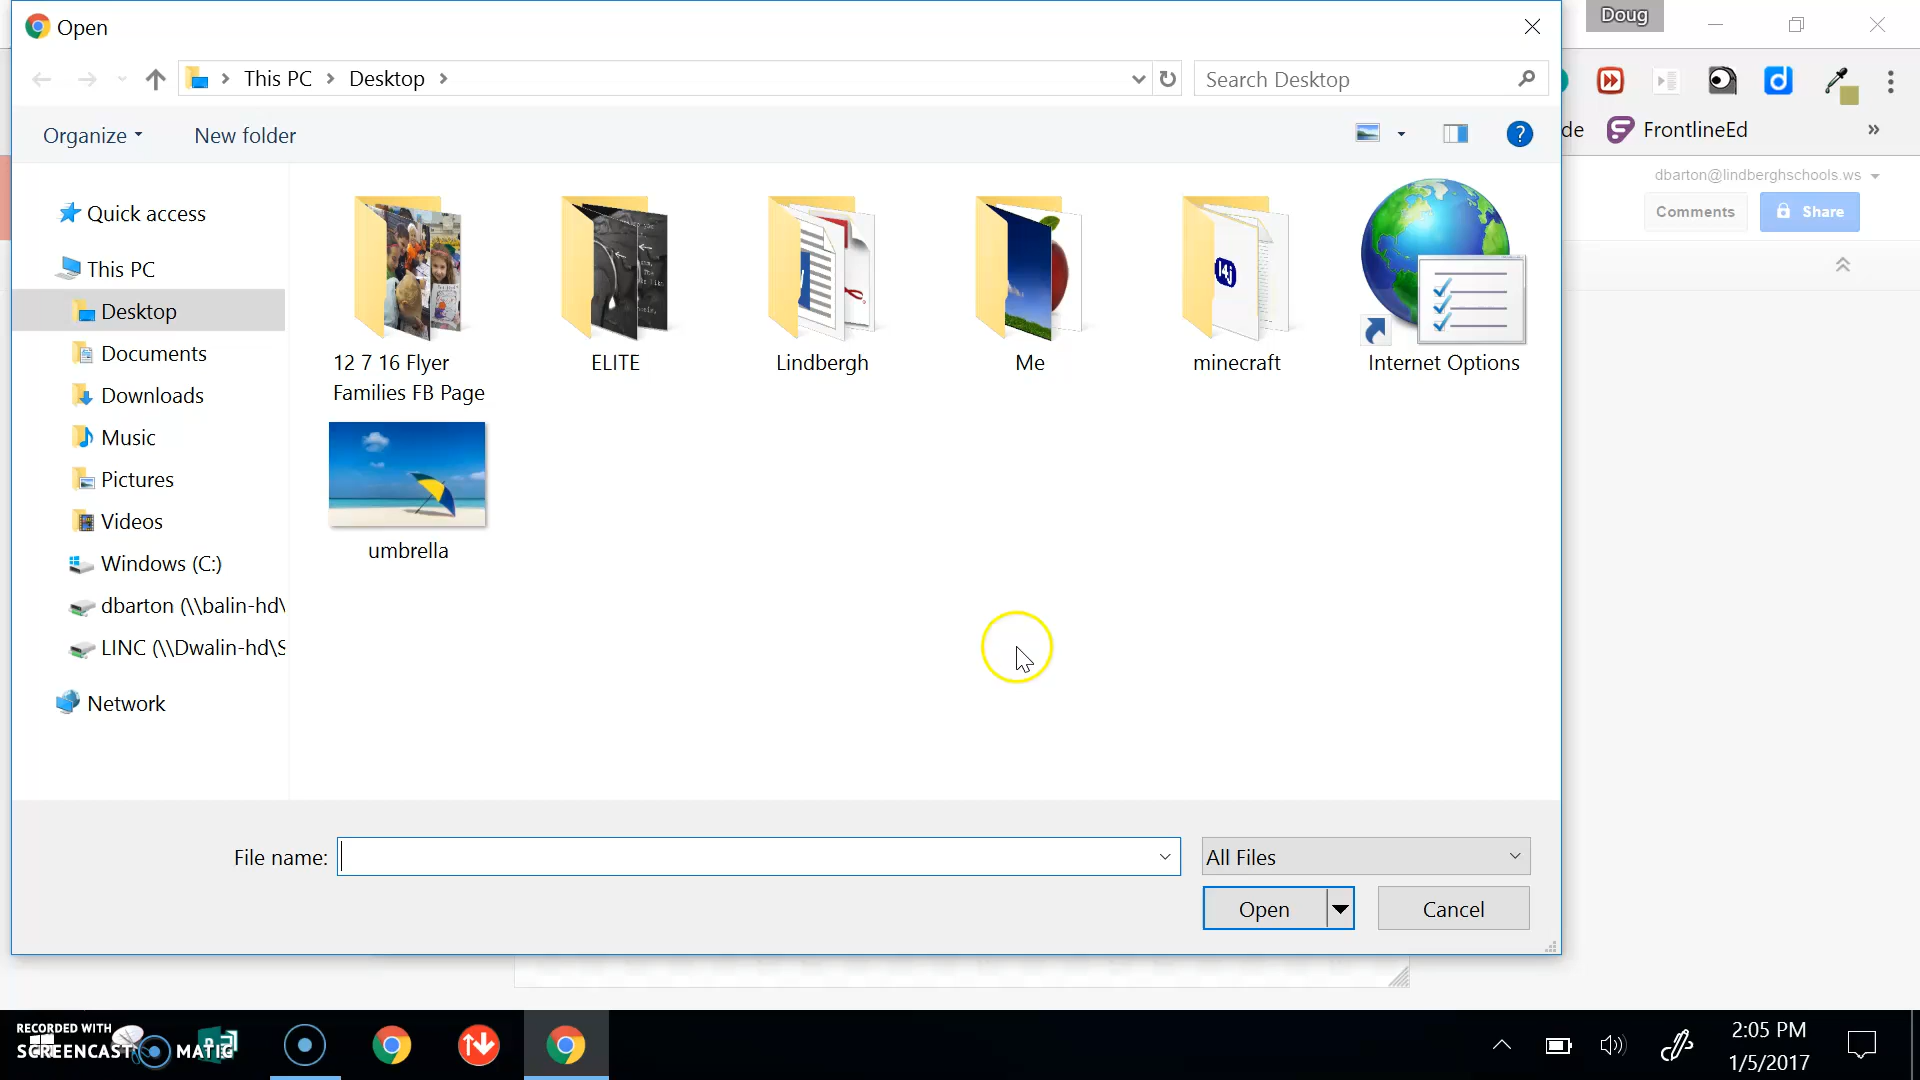 Open
Doug
This PC
Desktop
Search Desktop
Organize
New folder
de
FrontlineEd
»
dbarton@lindberghschools.ws
Comments
Share
Quick access
This PC
Desktop
Documents
Downloads
Music
Pictures
Videos
Windows (C:)
dbarton (\\balin-hd\
LINC (\\Dwalin-hd\S
Network
12 7 16 Flyer
Families FB Page
ELITE
Lindbergh
Me
minecraft
Internet Options
umbrella
File name:
All Files
Open
Cancel
RECORDED WITH
SCREENCAST MATIC
2:05 PM
1/5/2017